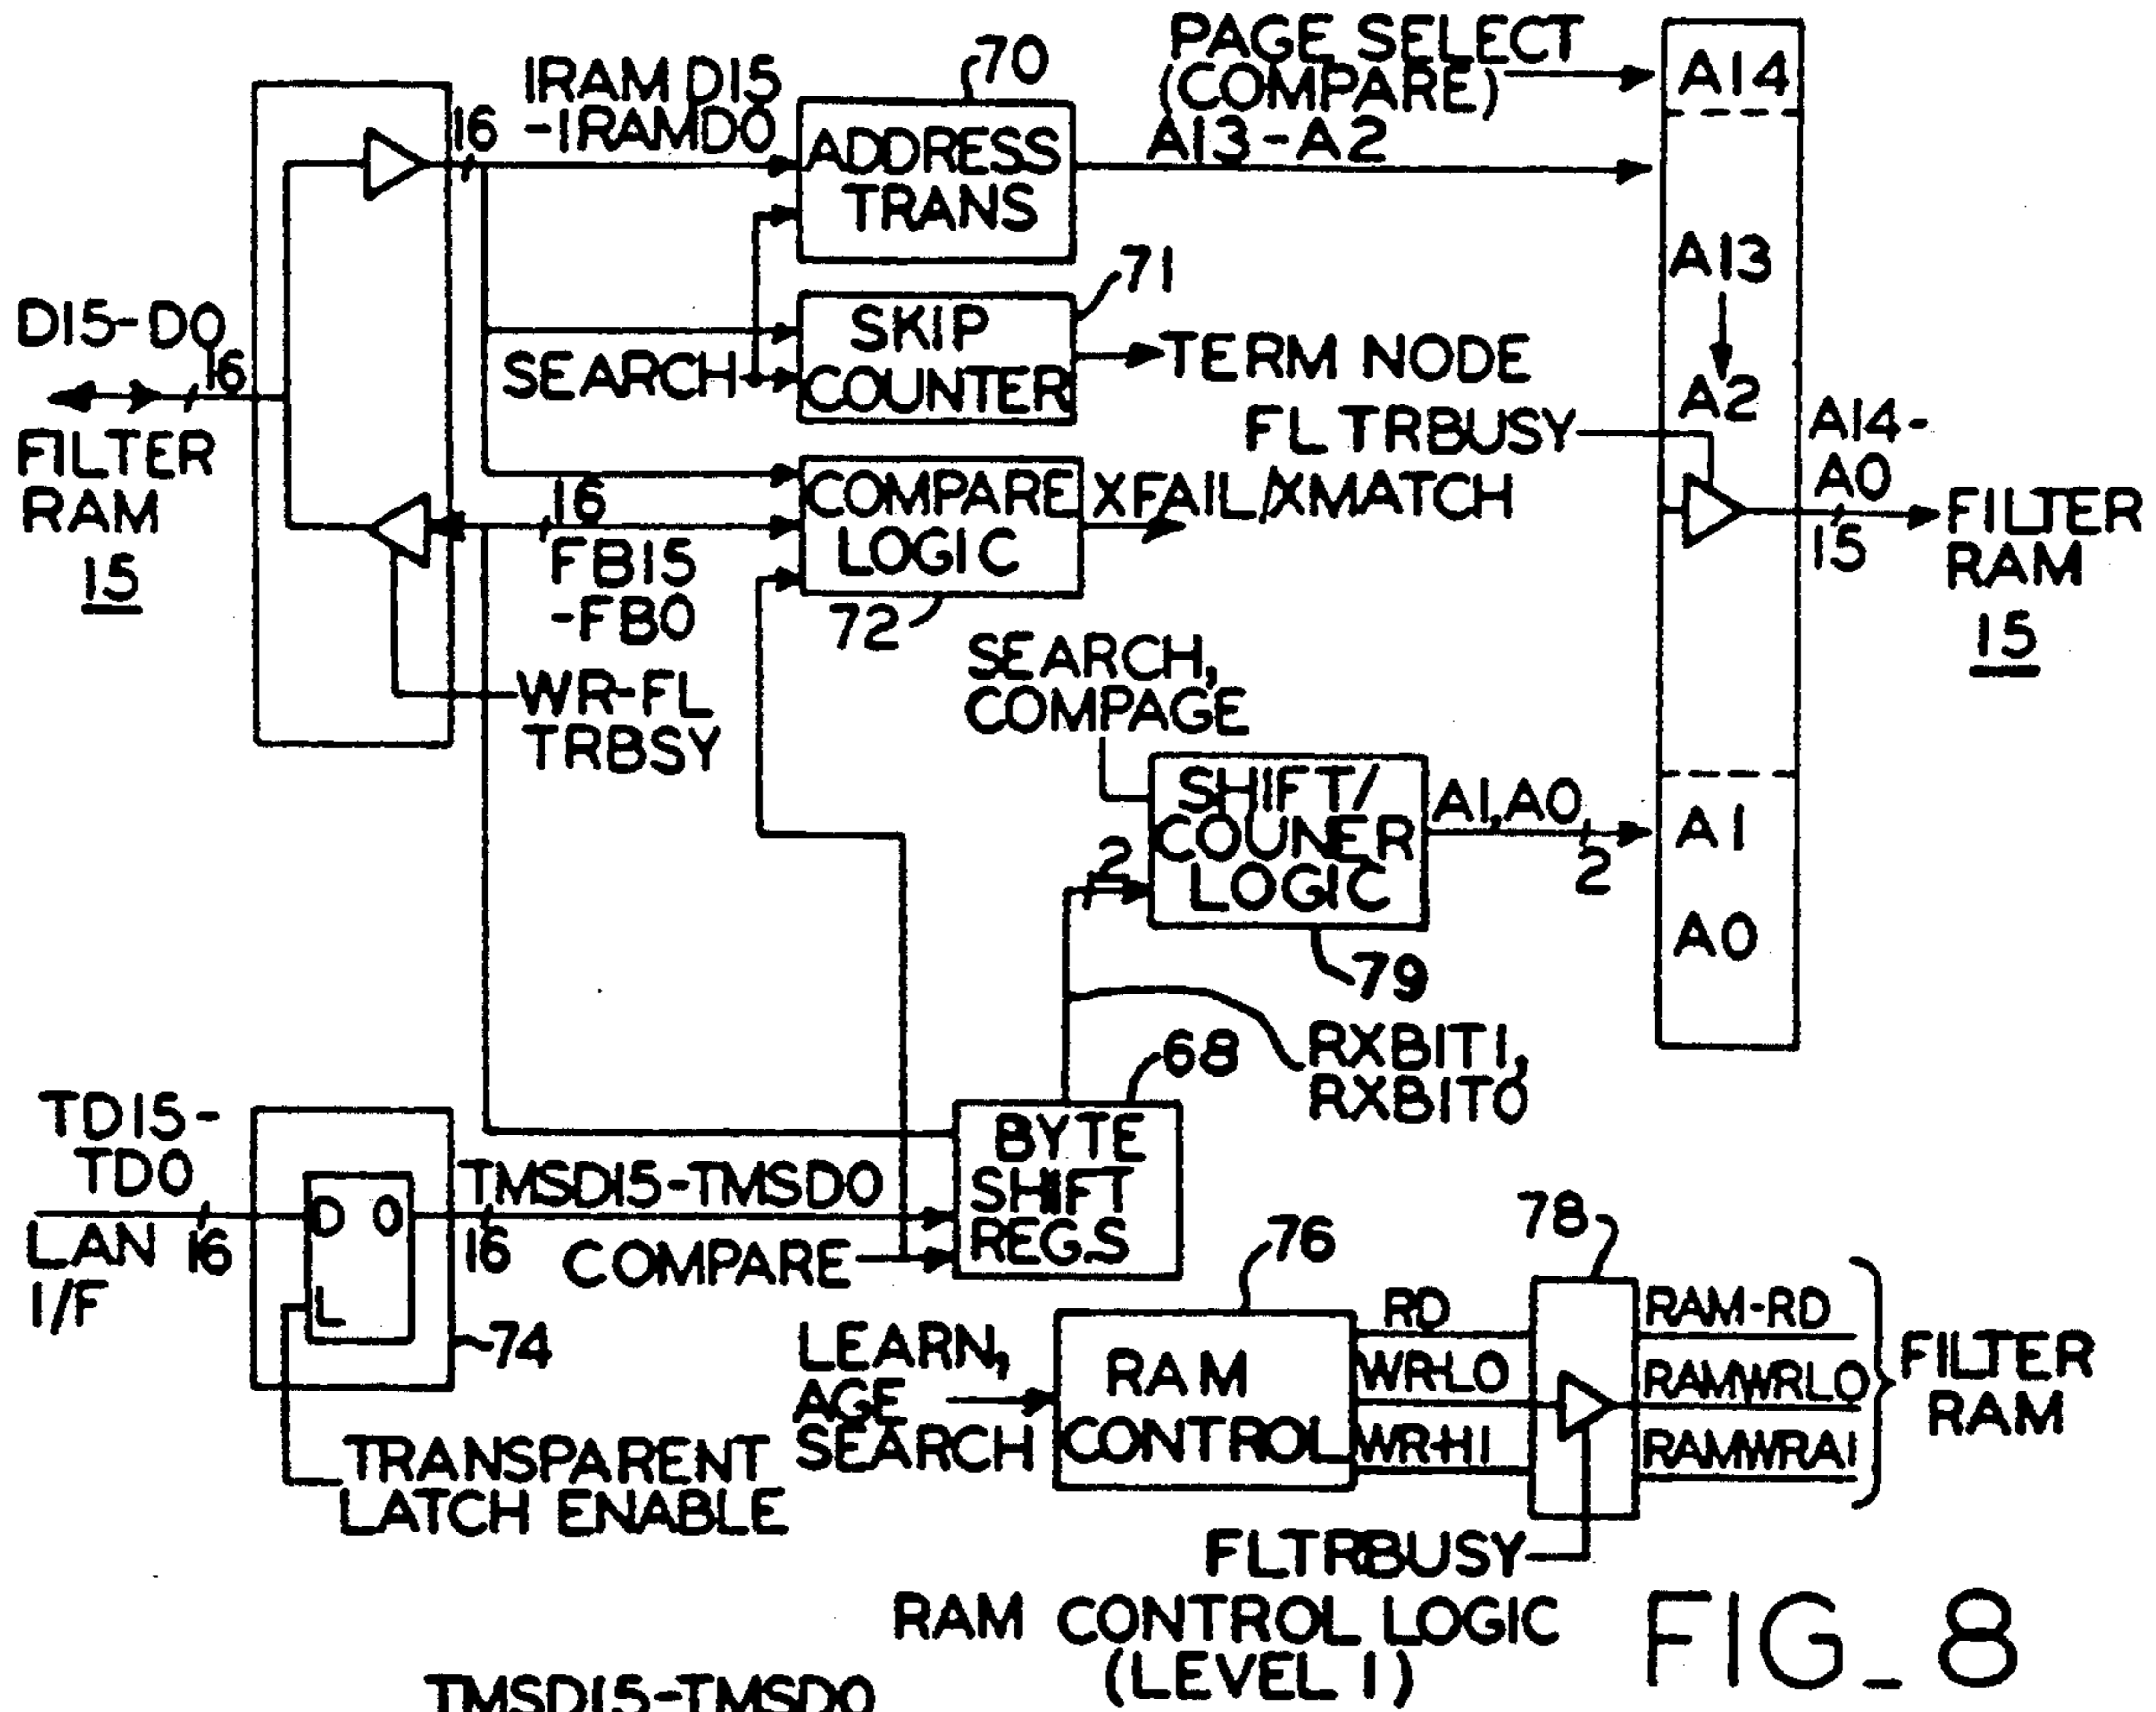 PAGE SELECT
(COMPARE)
A14
70
IRAM D15
-IRAMD0
16
ADDRESS
TRANS
A13-A2
A13
A2
71
D15-D0
16
FILTER
RAM
15
SEARCH
SKIP
COUNTER
TERM NODE
FLTRBUSY
A14-
A0
15
FILTER
RAM
15
COMPARE
LOGIC
XFAIL/XMATCH
16
FB15
-FB0
72
WR-FL
TRBSY
SEARCH,
COMPAGE
SHIFT/
COUNER
LOGIC
2
A1,A0
2
A1
A0
79
RXBIT1,
RXBIT0
68
TD15-
TD0
LAN
I/F
16
D O
L
TMSD15-TMSD0
16
COMPARE
BYTE
SHIFT
REG.S
74
TRANSPARENT
LATCH ENABLE
76
78
LEARN,
AGE
SEARCH
RAM
CONTROL
RD
WR-LO
WR-HI
RAM-RD
RAMWRLO
RAMWRAI
FILTER
RAM
FLTRBUSY
RAM CONTROL LOGIC
(LEVEL 1)
FIG_8
TMSD15-TMSD0